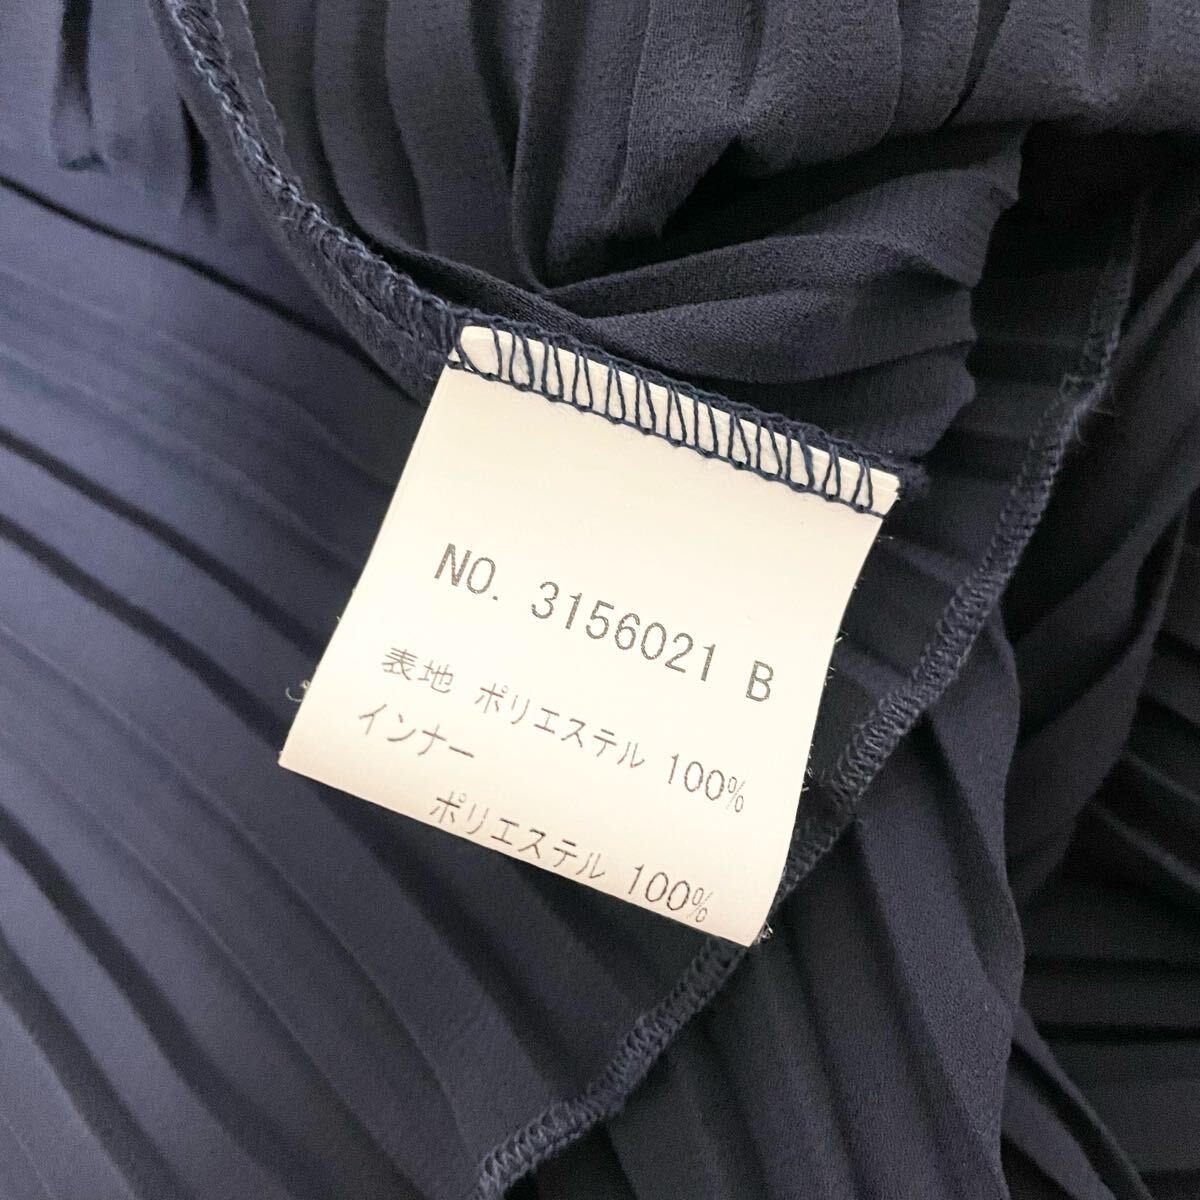 NO. 3156021 B
表地 ポリエステル 100%
インナー
ポリエステル 100%